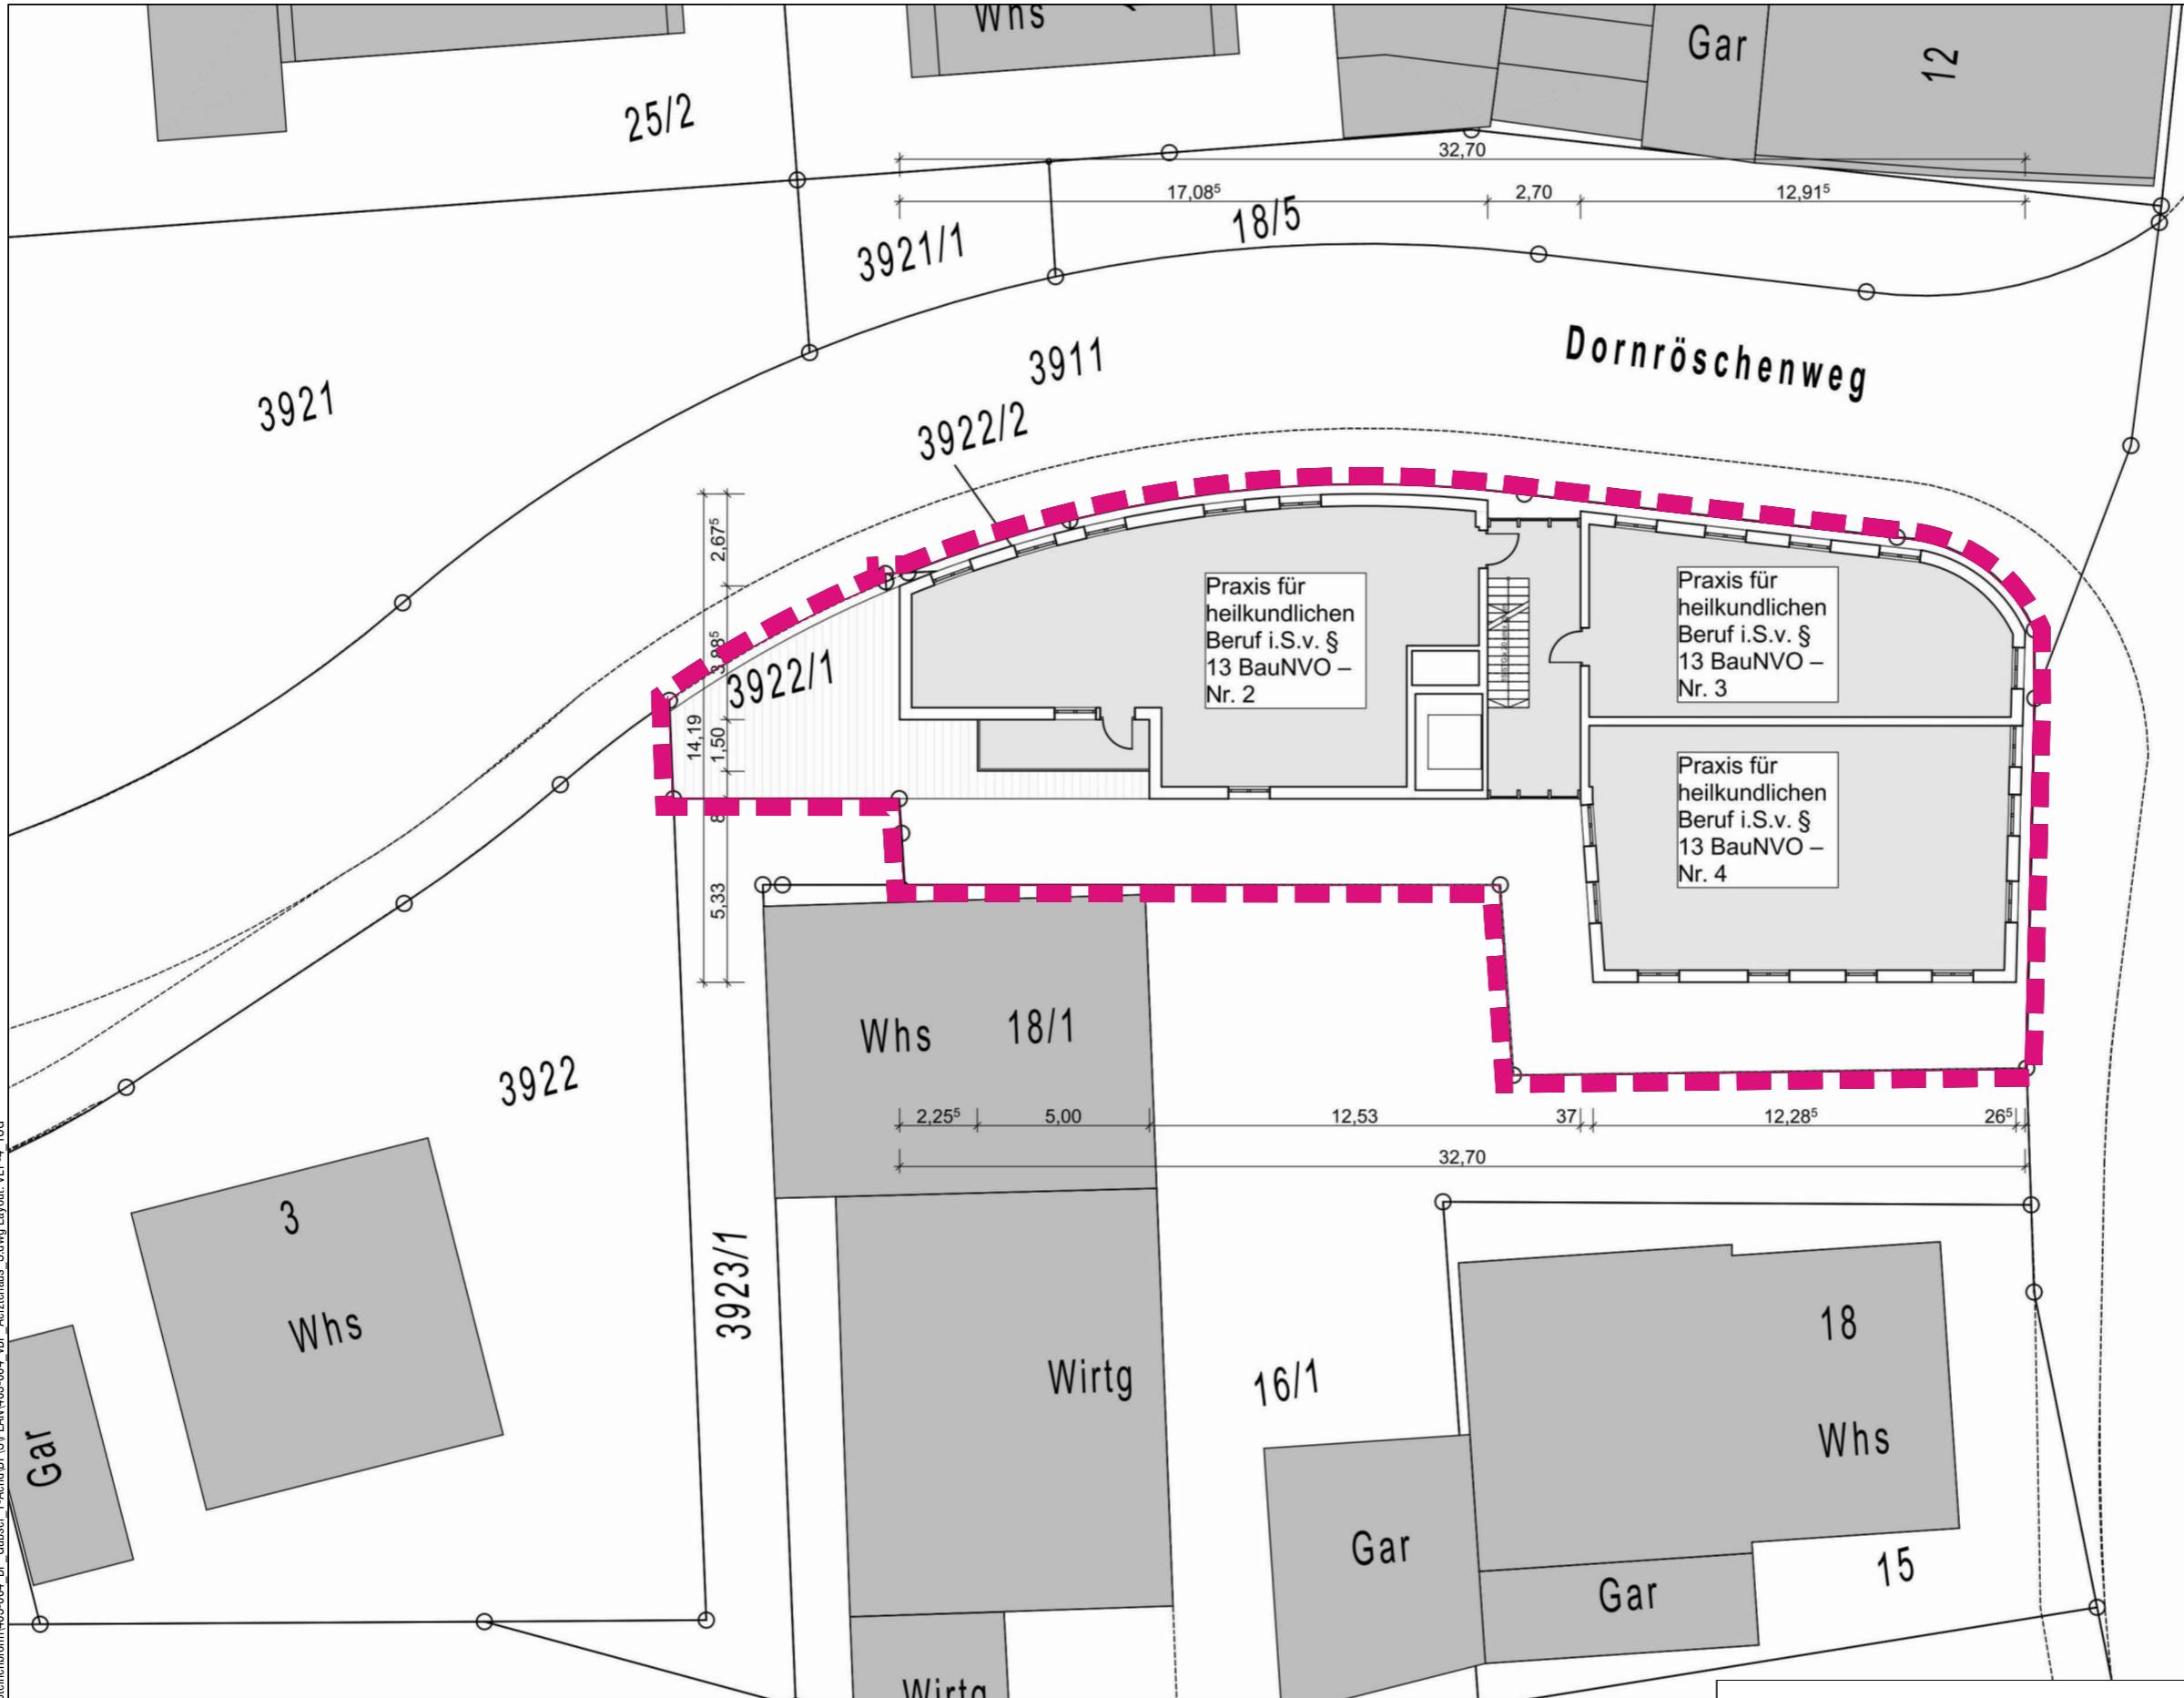 Whs
Gar
12
25/2
32,70
17,08⁵
2,70
12,91⁵
18/5
3921/1
3911
Dornröschenweg
3921
3922/2
2,67⁵
Praxis für
heilkundlichen
Beruf i.S.v. §
13 BauNVO –
Nr. 2
Praxis für
heilkundlichen
Beruf i.S.v. §
13 BauNVO –
Nr. 3
3922/1
14,19
1,50
Praxis für
heilkundlichen
Beruf i.S.v. §
13 BauNVO –
Nr. 4
5,33
Whs
18/1
3922
2,25⁵
5,00
12,53
37
12,28⁵
26⁵
32,70
3
Whs
3923/1
Wirtg
16/1
18
Whs
Gar
Gar
Gar
15
Wirtg